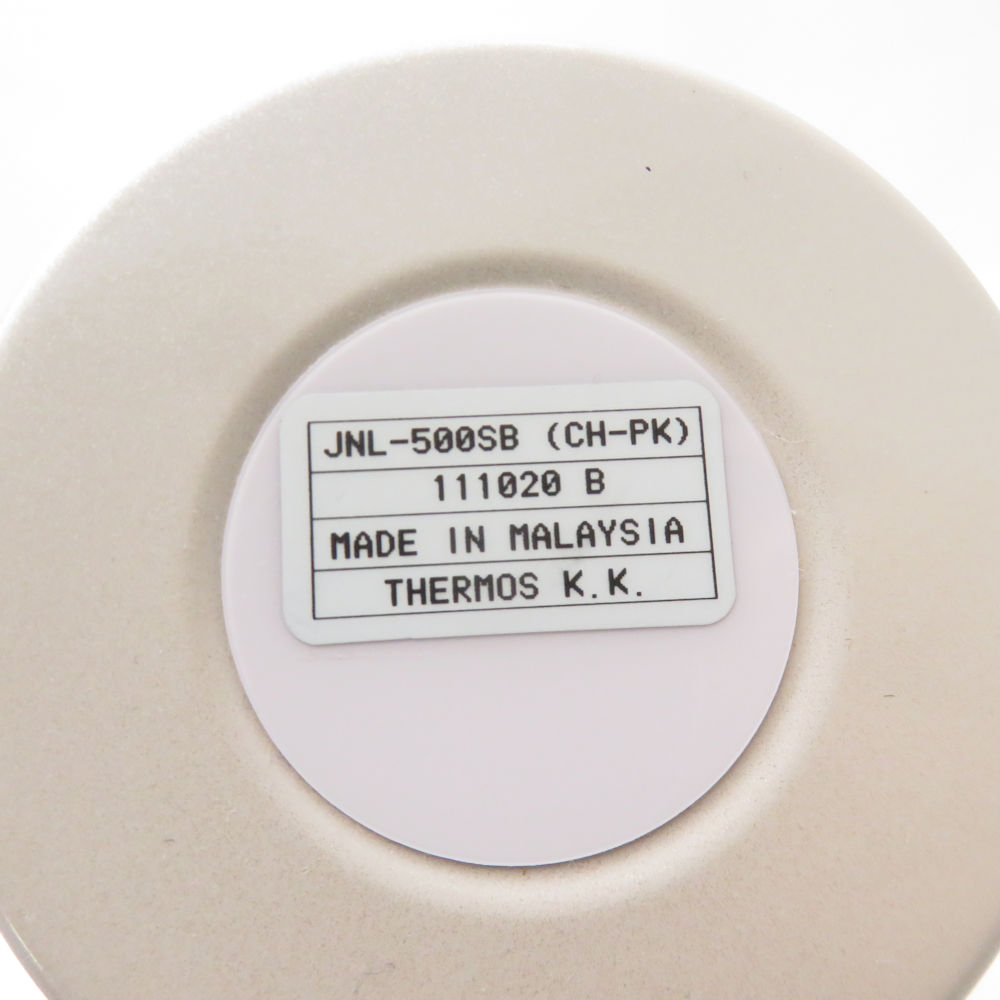 JNL-500SB (CH-PK)
111020 B
MADE IN MALAYSIA
THERMOS K.K.